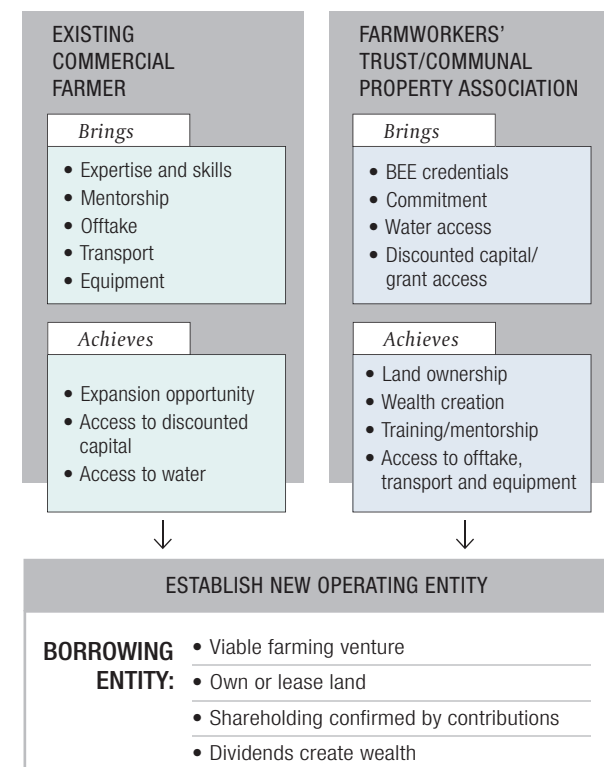 EXISTING
COMMERCIAL
FARMER
Brings
• Expertise and skills
• Mentorship
• Offtake
• Transport
• Equipment
Achieves
• Expansion opportunity
• Access to discounted
capital
• Access to water
FARMWORKERS’
TRUST/COMMUNAL
PROPERTY ASSOCIATION
Brings
• BEE credentials
• Commitment
• Water access
• Discounted capital/
grant access
Achieves
• Land ownership
• Wealth creation
• Training/mentorship
• Access to offtake,
transport and equipment
ESTABLISH NEW OPERATING ENTITY
BORROWING
ENTITY:
• Viable farming venture
• Own or lease land
• Shareholding confirmed by contributions
• Dividends create wealth